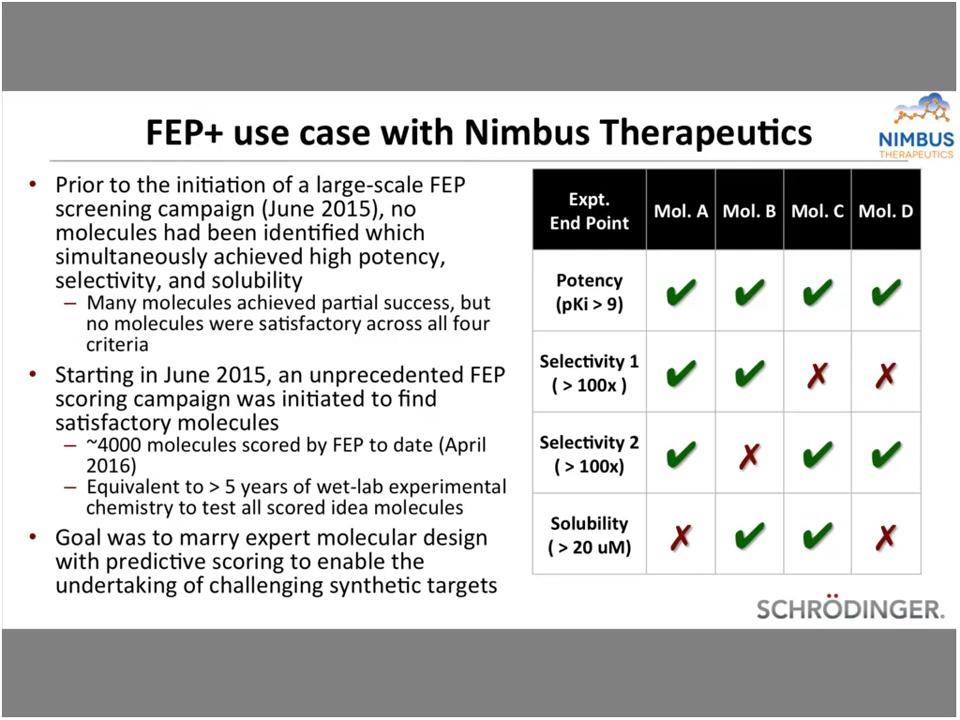 FEP+ use case with Nimbus Therapeutics
NIMBUS
THERAPEUTICS
• Prior to the initiation of a large-scale FEP
screening campaign (June 2015), no
molecules had been identified which
simultaneously achieved high potency,
selectivity, and solubility
– Many molecules achieved partial success, but
no molecules were satisfactory across all four
criteria
• Starting in June 2015, an unprecedented FEP
scoring campaign was initiated to find
satisfactory molecules
– ~4000 molecules scored by FEP to date (April
2016)
– Equivalent to > 5 years of wet-lab experimental
chemistry to test all scored idea molecules
• Goal was to marry expert molecular design
with predictive scoring to enable the
undertaking of challenging synthetic targets
Expt.
End Point
Mol. A Mol. B Mol. C Mol. D
Potency
(pKi > 9)
✔ ✔ ✔ ✔
Selectivity 1
( > 100x )
✔ ✔ ✗ ✗
Selectivity 2
( > 100x)
✔ ✗ ✔ ✔
Solubility
( > 20 uM)
✗ ✔ ✔ ✗
SCHRÖDINGER.